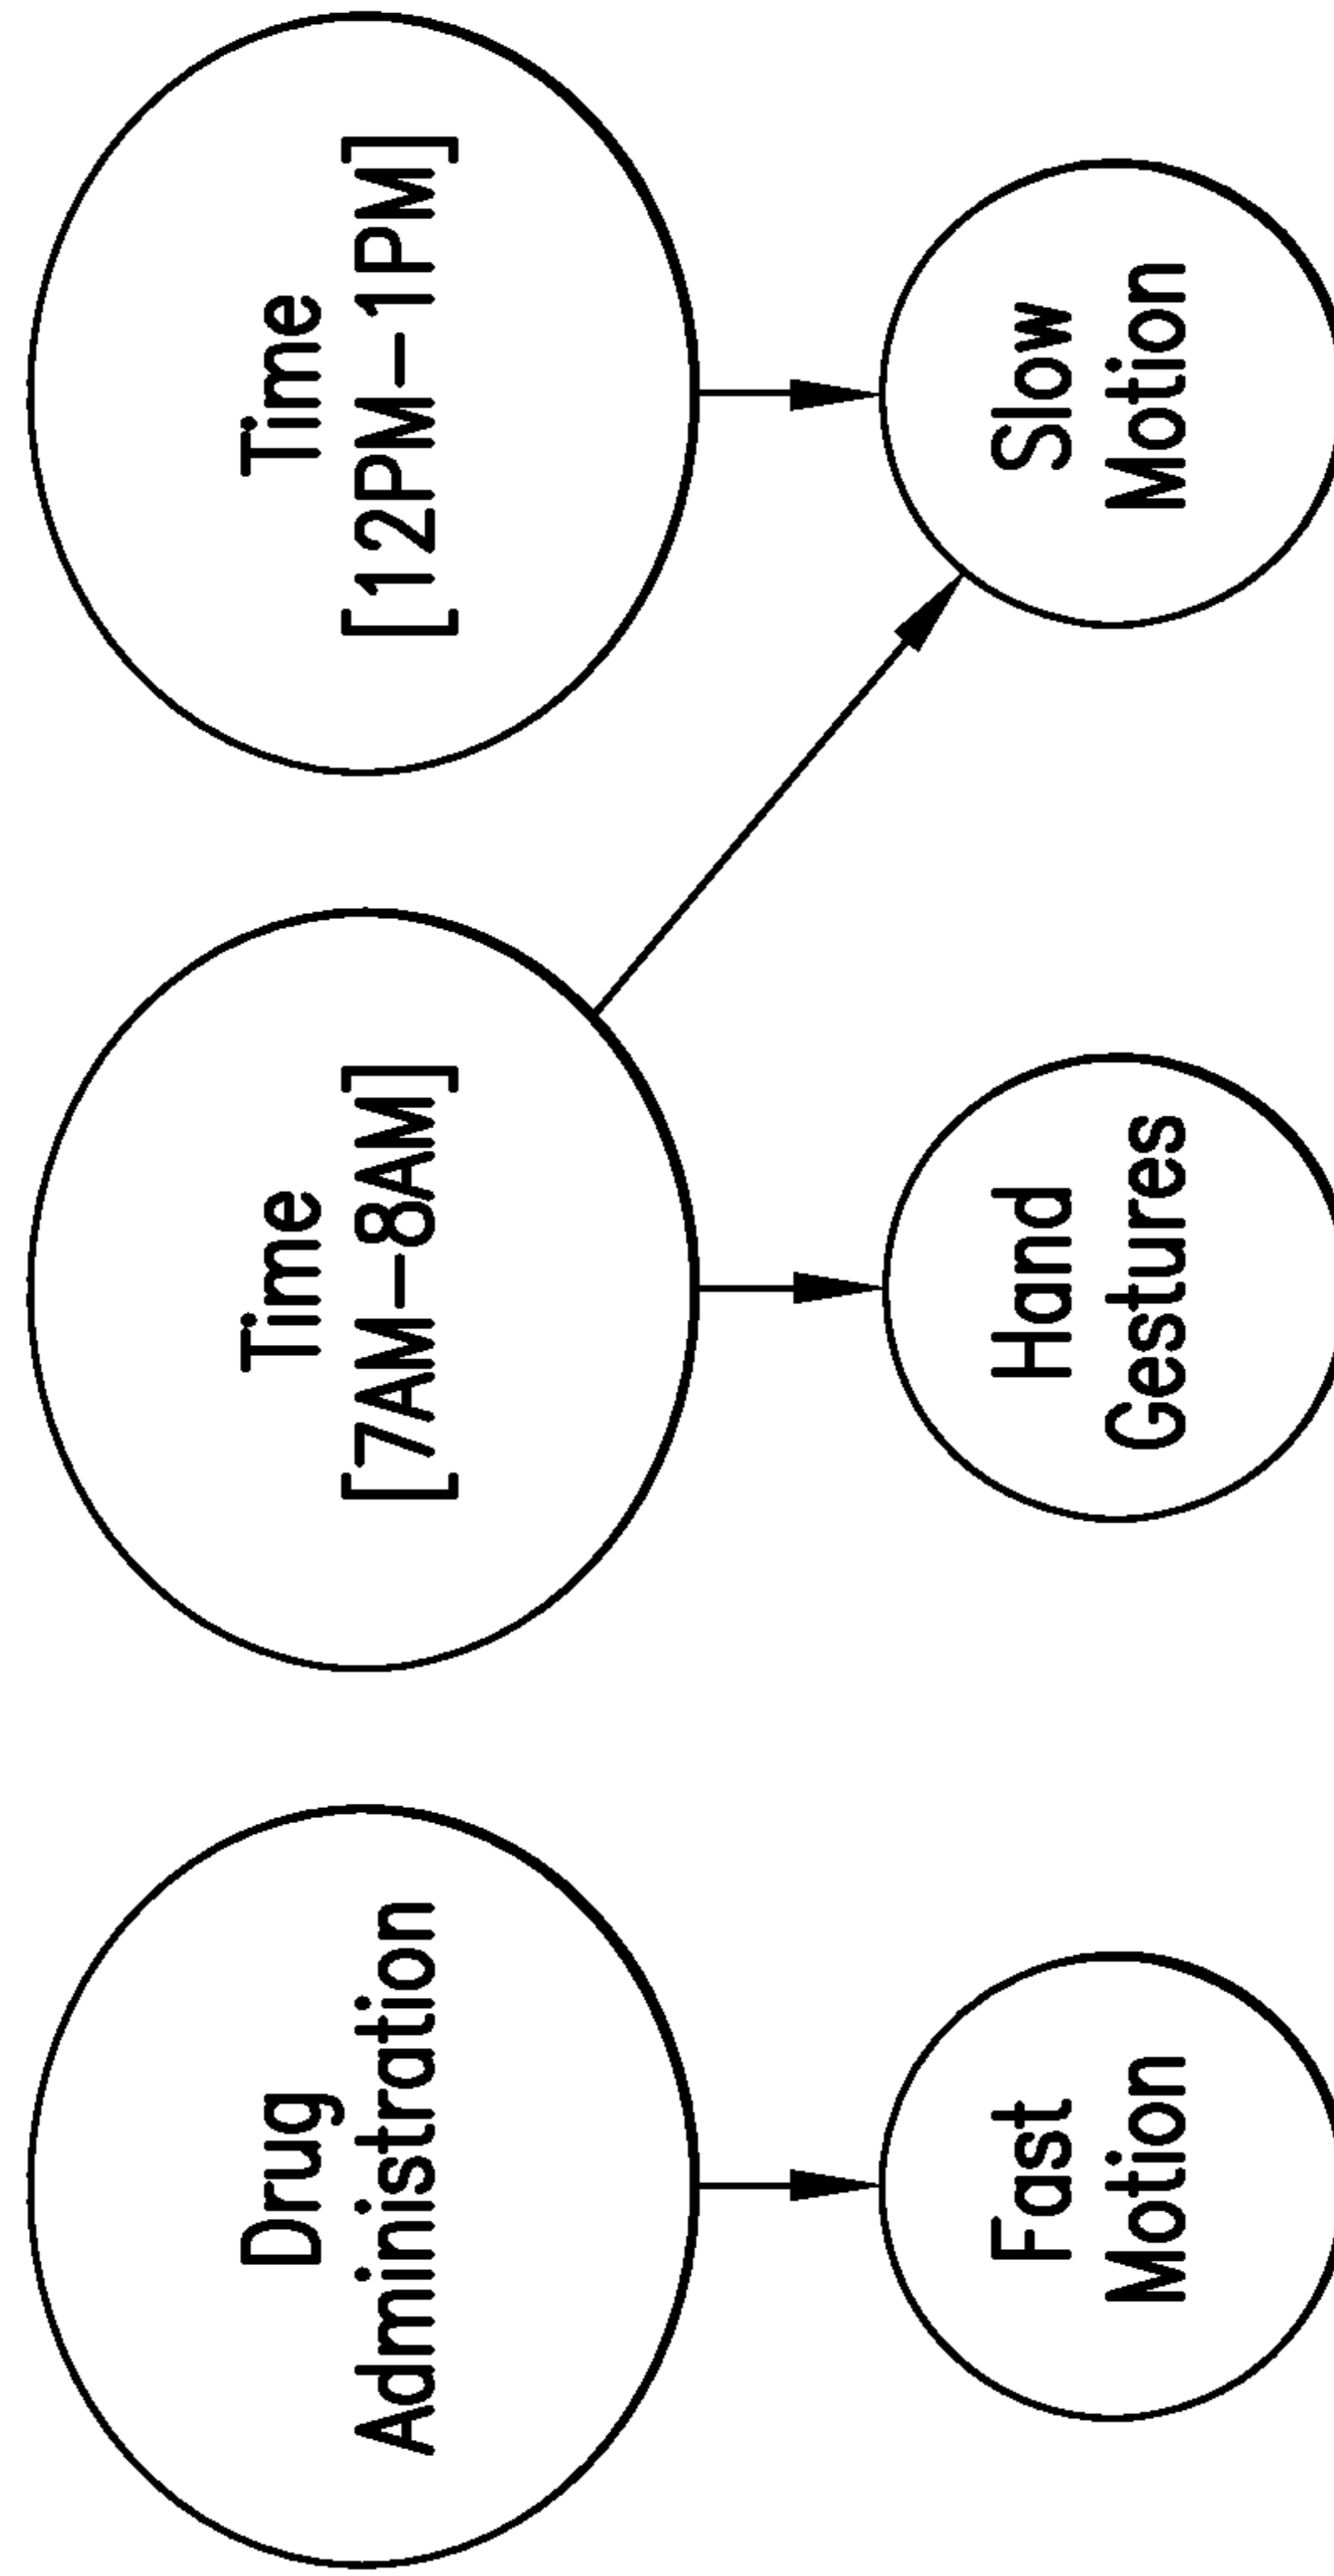 Drug
Administration
Time
[7AM-8AM]
Time
[12PM-1PM]
Fast
Motion
Hand
Gestures
Slow
Motion